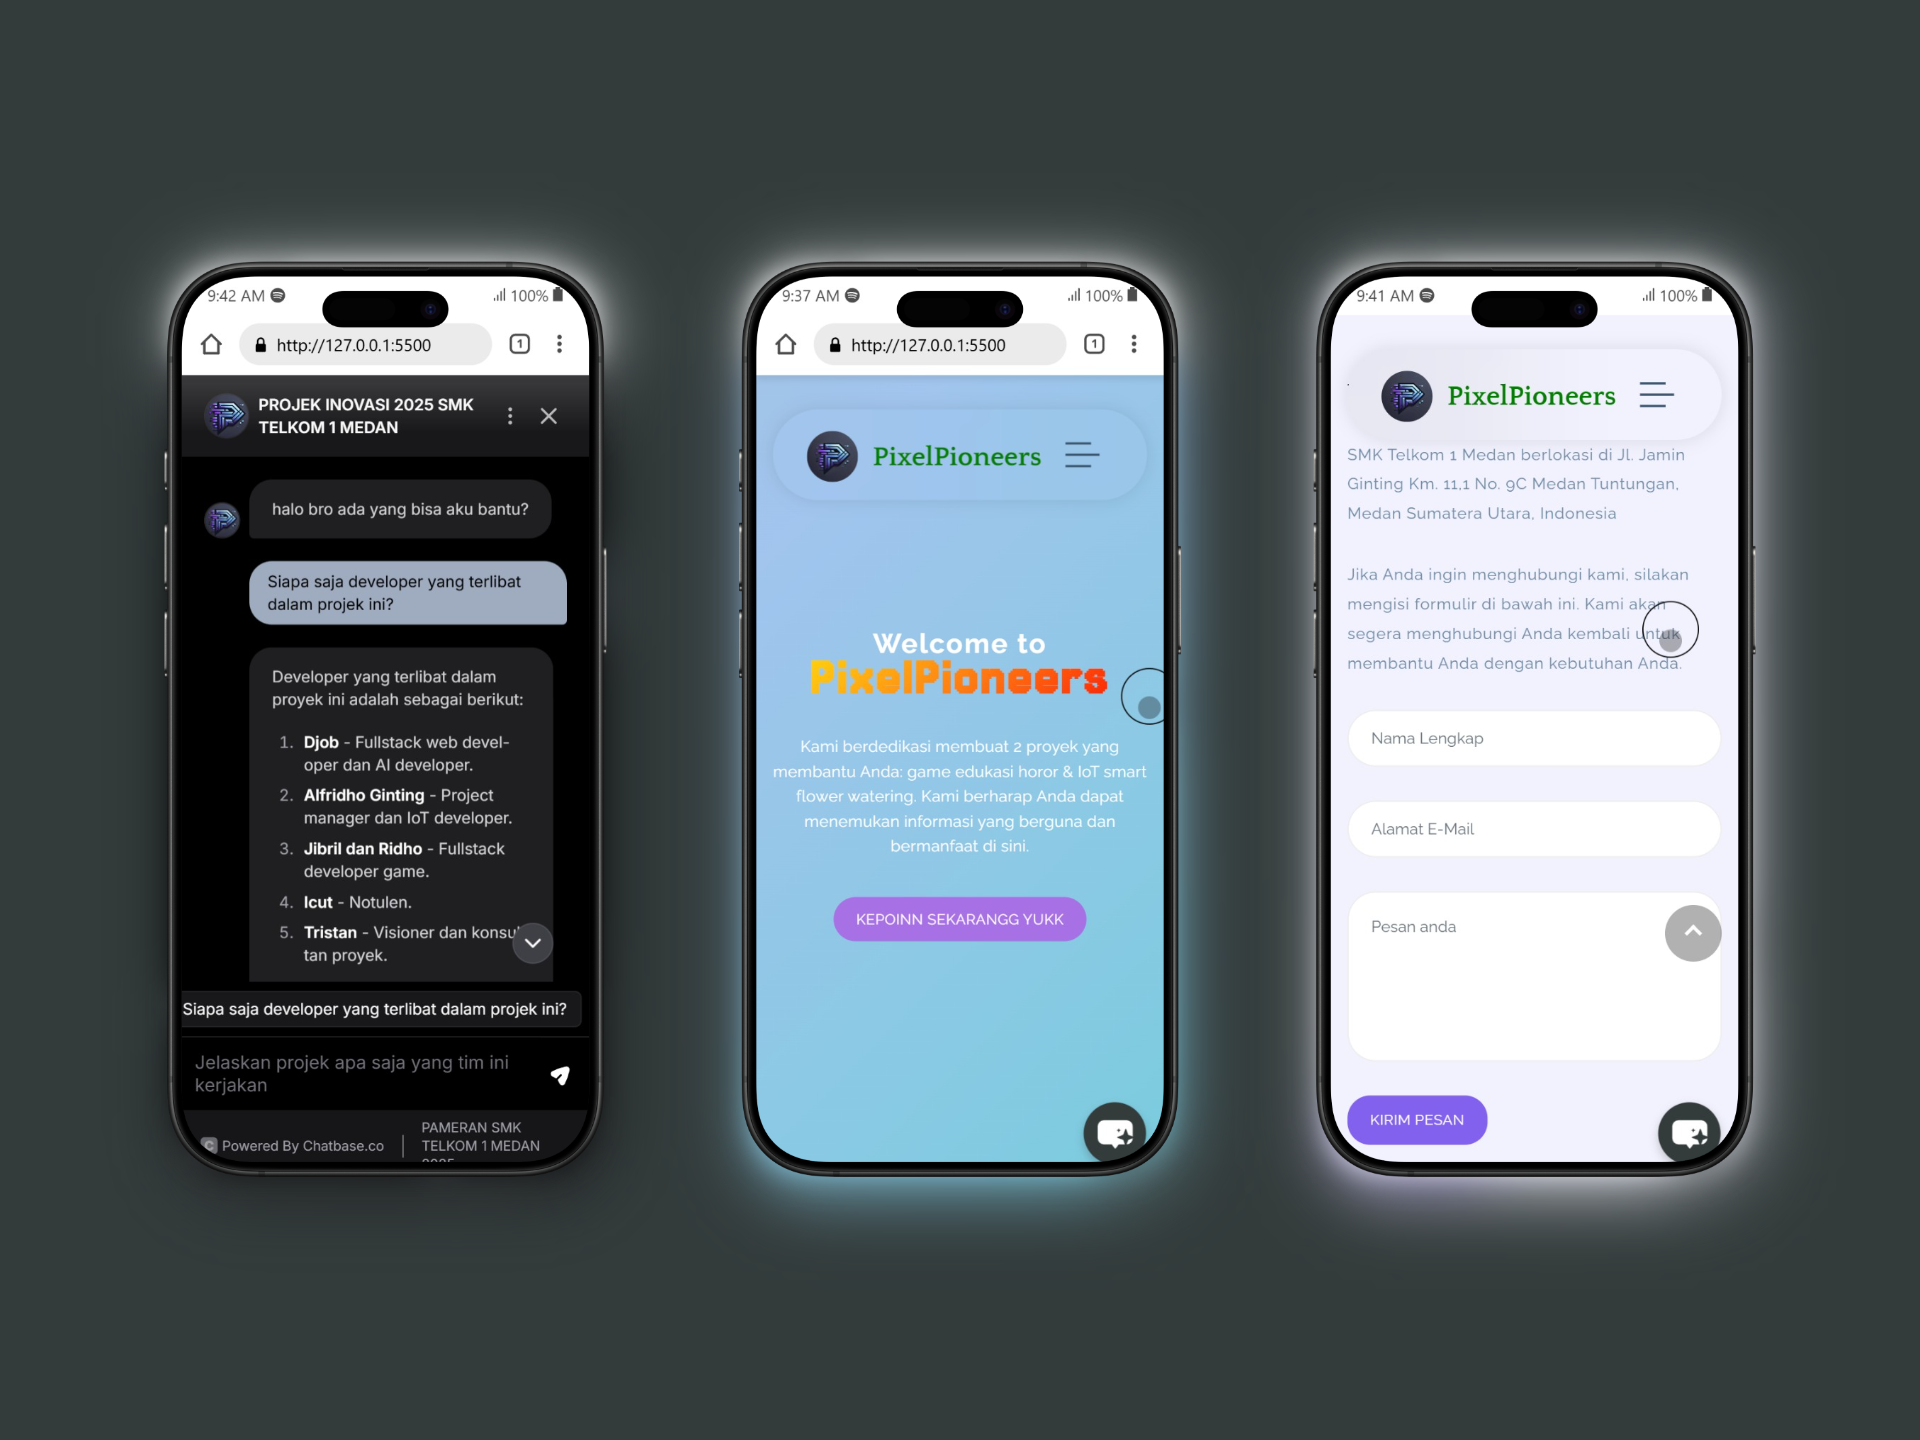 9:42 AM
100%
http://127.0.0.1:5500
1
PROJEK INOVASI 2025 SMK
TELKOM 1 MEDAN
halo bro ada yang bisa aku bantu?
Siapa saja developer yang terlibat
dalam projek ini?
Developer yang terlibat dalam
proyek ini adalah sebagai berikut:
1. Djob - Fullstack web devel-
oper dan AI developer.
2. Alfridho Ginting - Project
manager dan IoT developer.
3. Jibril dan Ridho - Fullstack
developer game.
4. Icut - Notulen.
5. Tristan - Visioner dan konsul
tan proyek.
Siapa saja developer yang terlibat dalam projek ini?
Jelaskan projek apa saja yang tim ini
kerjakan
Powered By Chatbase.co
PAMERAN SMK
TELKOM 1 MEDAN
9:37 AM
100%
http://127.0.0.1:5500
1
PixelPioneers
Welcome to
PixelPioneers
Kami berdedikasi membuat 2 proyek yang
membantu Anda: game edukasi horor & IoT smart
flower watering. Kami berharap Anda dapat
menemukan informasi yang berguna dan
bermanfaat di sini.
KEPOINN SEKARANGG YUKK
9:41 AM
100%
PixelPioneers
SMK Telkom 1 Medan berlokasi di Jl. Jamin
Ginting Km. 11,1 No. 9C Medan Tuntungan,
Medan Sumatera Utara, Indonesia
Jika Anda ingin menghubungi kami, silakan
mengisi formulir di bawah ini. Kami akan
segera menghubungi Anda kembali untuk
membantu Anda dengan kebutuhan Anda.
Nama Lengkap
Alamat E-Mail
Pesan anda
KIRIM PESAN